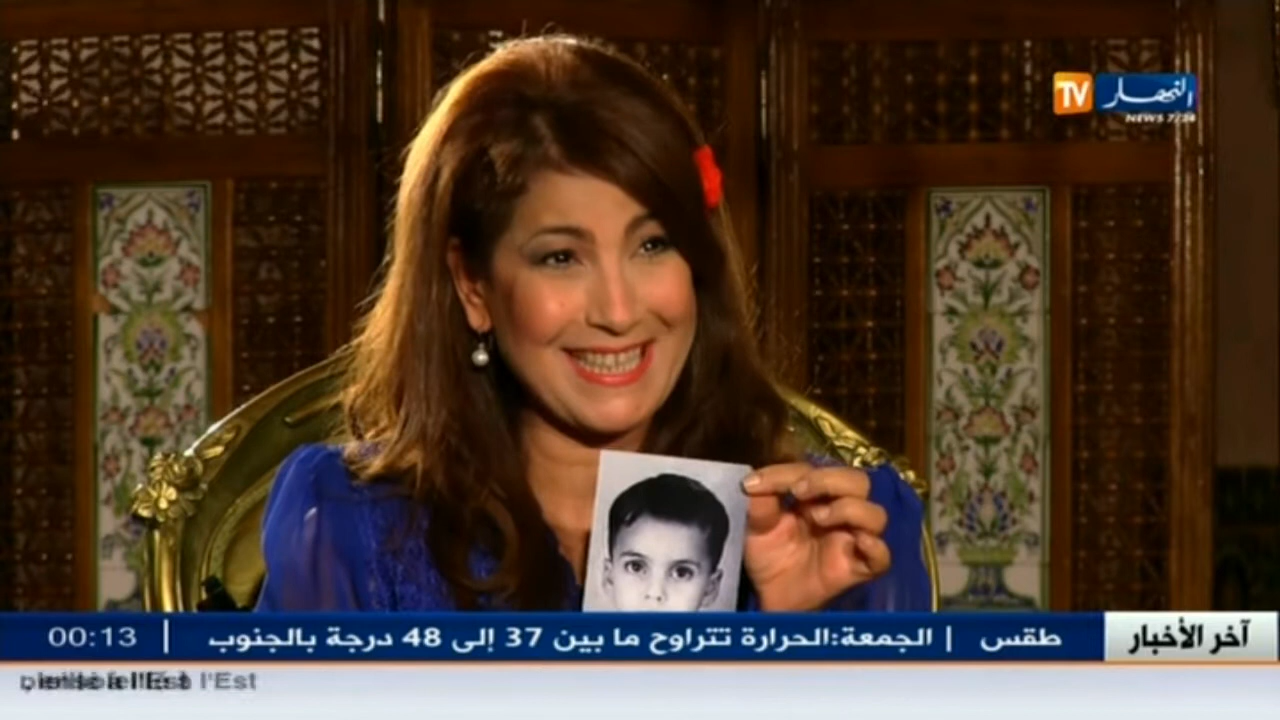 TV النهار
NEWS 7/24
آخر الأخبار
طقس | الجمعة:الحرارة تتراوح ما بين 37 إلى 48 درجة بالجنوب
00:13
l'Est